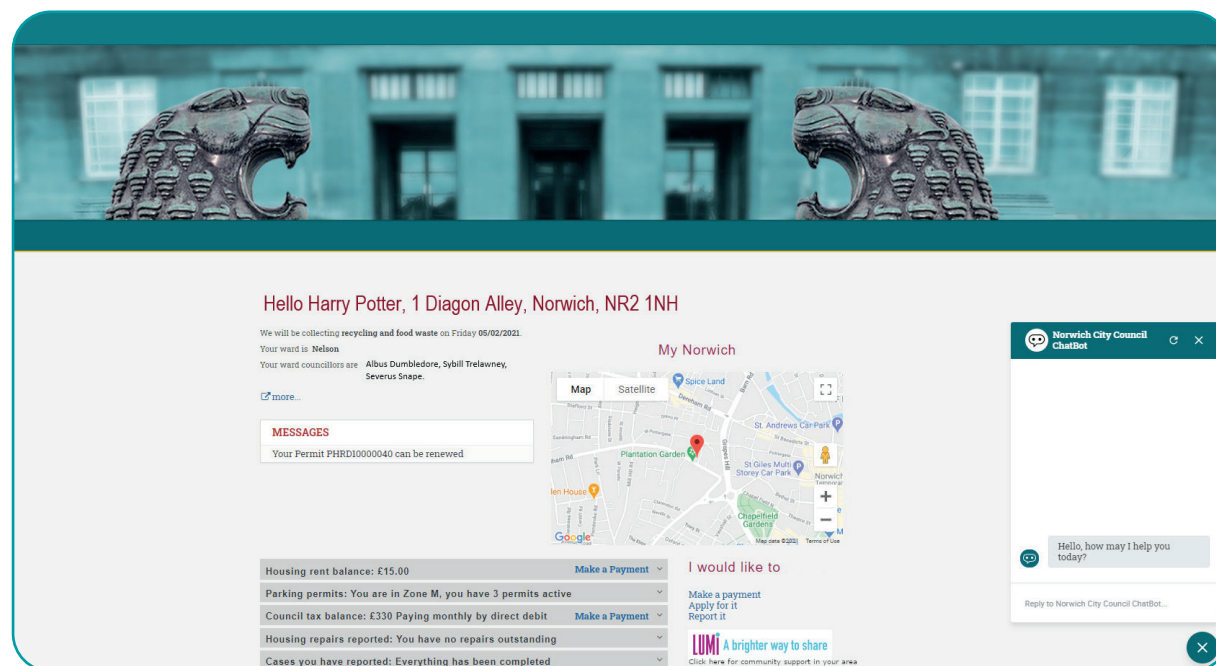 Hello Harry Potter, 1 Diagon Alley, Norwich, NR2 1NH
We will be collecting recycling and food waste on Friday 05/02/2021.
Your ward is Nelson
Your ward councillors are Albus Dumbledore, Sybill Trelawney,
Severus Snape.
more...
MESSAGES
Your Permit PHRD10000040 can be renewed
My Norwich
Map Satellite
Spice Land
Dereham Rd
Barn Rd
St. Andrews Car Park
Grapes Hill
Plantation Garden
St Giles Multi
Storey Car Park
Norwich
Chapelfield
Gardens
Google
Map data ©2021 Terms of Use
Housing rent balance: £15.00 Make a Payment
Parking permits: You are in Zone M, you have 3 permits active
Council tax balance: £330 Paying monthly by direct debit Make a Payment
Housing repairs reported: You have no repairs outstanding
Cases you have reported: Everything has been completed
I would like to
Make a payment
Apply for it
Report it
LUMi A brighter way to share
Click here for community support in your area
Norwich City Council
ChatBot
Hello, how may I help you
today?
Reply to Norwich City Council ChatBot...